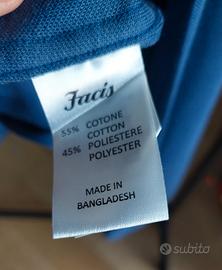 Facis
55% COTONE
COTTON
45% POLIESTERE
POLYESTER
MADE IN
BANGLADESH
subito